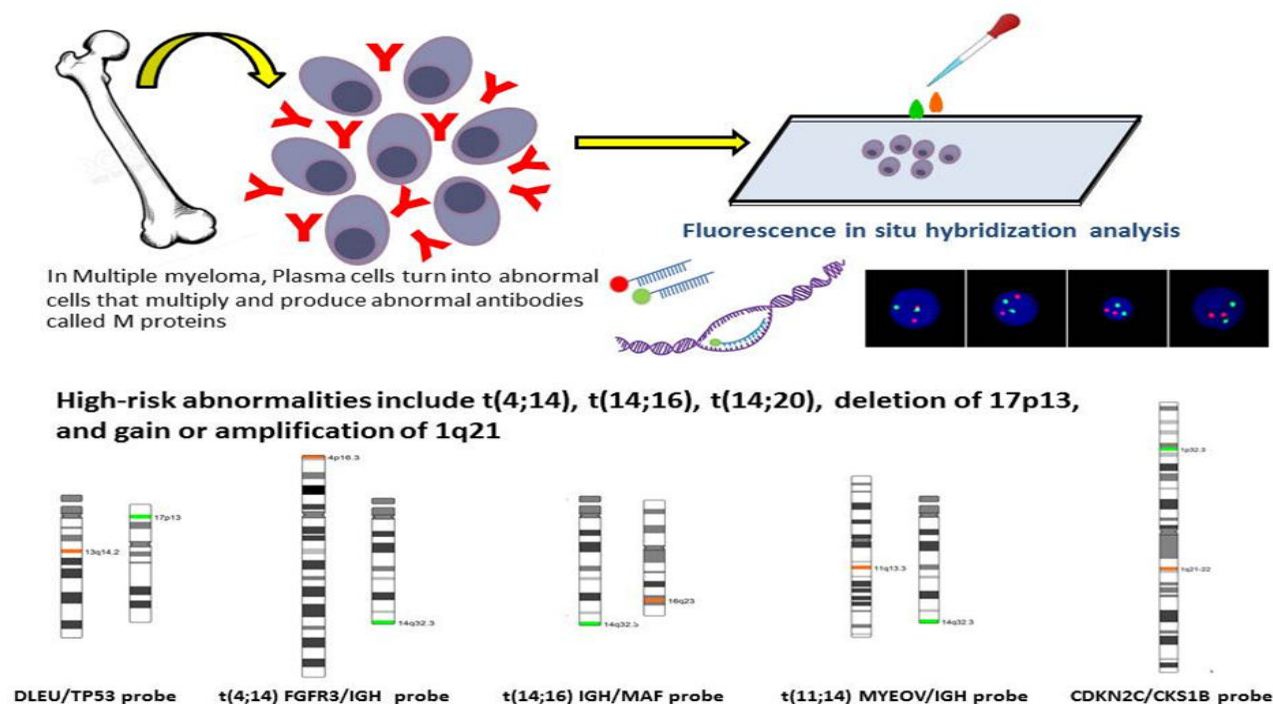 In Multiple myeloma, Plasma cells turn into abnormal
cells that multiply and produce abnormal antibodies
called M proteins
Fluorescence in situ hybridization analysis
High-risk abnormalities include t(4;14), t(14;16), t(14;20), deletion of 17p13,
and gain or amplification of 1q21
13q14.2
17p13
4p16.3
14q32.3
14q32.3
16q23
11q13.3
14q32.3
1p32.3
1q21-22
DLEU/TP53 probe
t(4;14) FGFR3/IGH probe
t(14;16) IGH/MAF probe
t(11;14) MYEOV/IGH probe
CDKN2C/CKS1B probe